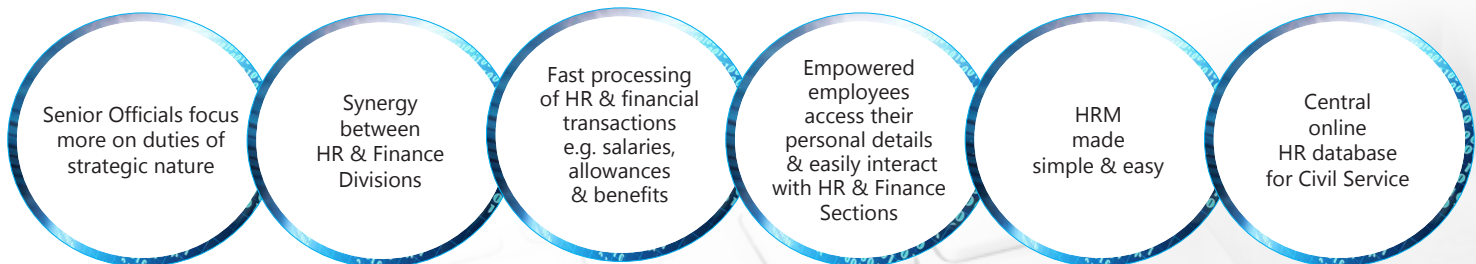 Senior Officials focus
more on duties of
strategic nature
Synergy
between
HR & Finance
Divisions
Fast processing
of HR & financial
transactions
e.g. salaries,
allowances
& benefits
Empowered
employees
access their
personal details
& easily interact
with HR & Finance
Sections
HRM
made
simple & easy
Central
online
HR database
for Civil Service